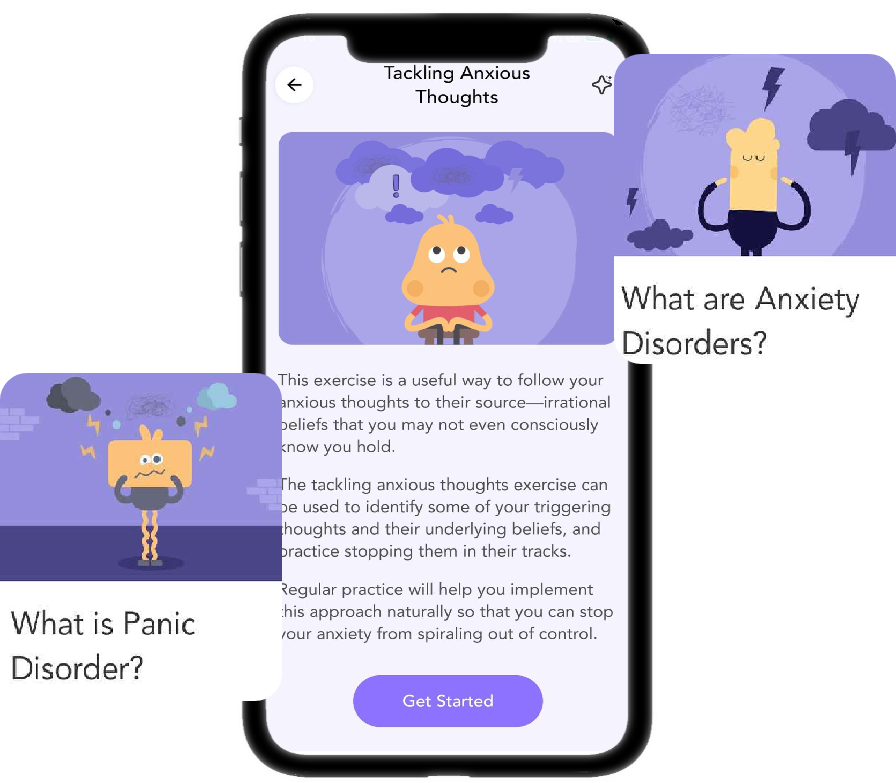 Tackling Anxious
Thoughts
!
This exercise is a useful way to follow your
anxious thoughts to their source—irrational
beliefs that you may not even consciously
know you hold.
The tackling anxious thoughts exercise can
be used to identify some of your triggering
thoughts and their underlying beliefs, and
practice stopping them in their tracks.
Regular practice will help you implement
this approach naturally so that you can stop
your anxiety from spiraling out of control.
Get Started
What are Anxiety
Disorders?
What is Panic
Disorder?